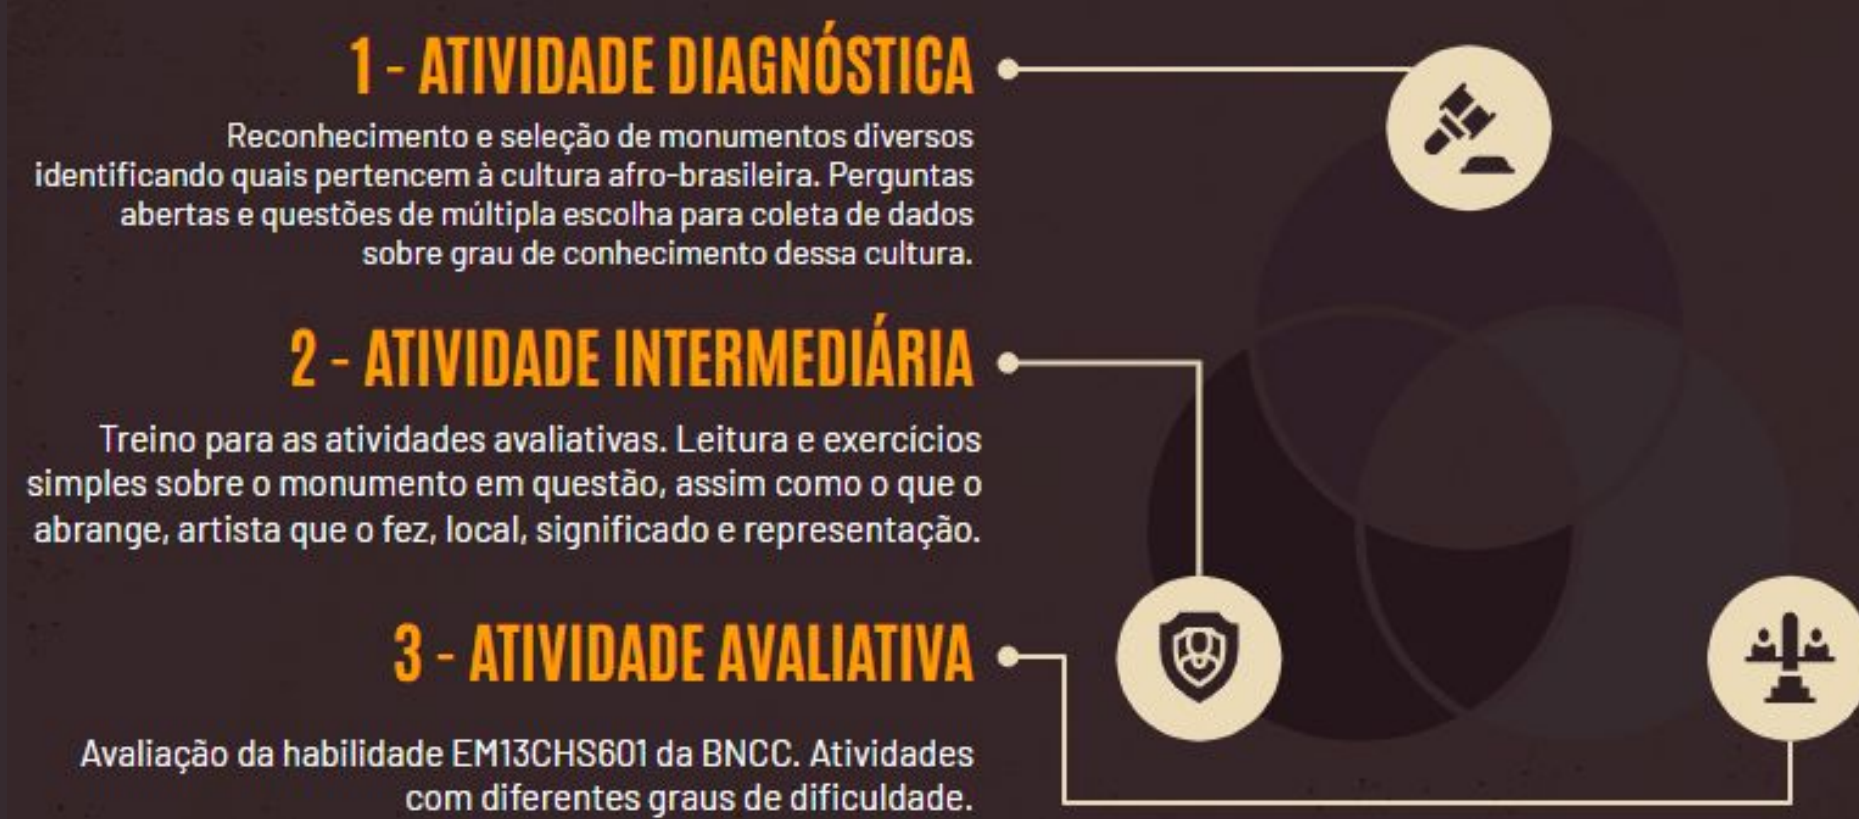 1 - ATIVIDADE DIAGNÓSTICA
Reconhecimento e seleção de monumentos diversos
identificando quais pertencem à cultura afro-brasileira. Perguntas
abertas e questões de múltipla escolha para coleta de dados
sobre grau de conhecimento dessa cultura.
2 - ATIVIDADE INTERMEDIÁRIA
Treino para as atividades avaliativas. Leitura e exercícios
simples sobre o monumento em questão, assim como o que o
abrange, artista que o fez, local, significado e representação.
3 - ATIVIDADE AVALIATIVA
Avaliação da habilidade EM13CHS601 da BNCC. Atividades
com diferentes graus de dificuldade.